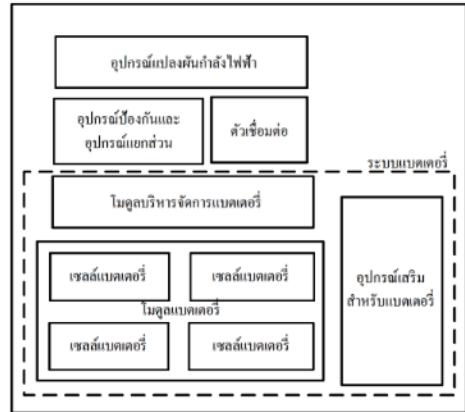 อุปกรณ์แปลงผันกำลังไฟฟ้า
อุปกรณ์ป้องกันและ
อุปกรณ์แยกส่วน
ตัวเชื่อมต่อ
ระบบแบตเตอรี่
โมดูลบริหารจัดการแบตเตอรี่
เซลล์แบตเตอรี่
เซลล์แบตเตอรี่
โมดูลแบตเตอรี่
เซลล์แบตเตอรี่
เซลล์แบตเตอรี่
อุปกรณ์เสริม
สำหรับแบตเตอรี่